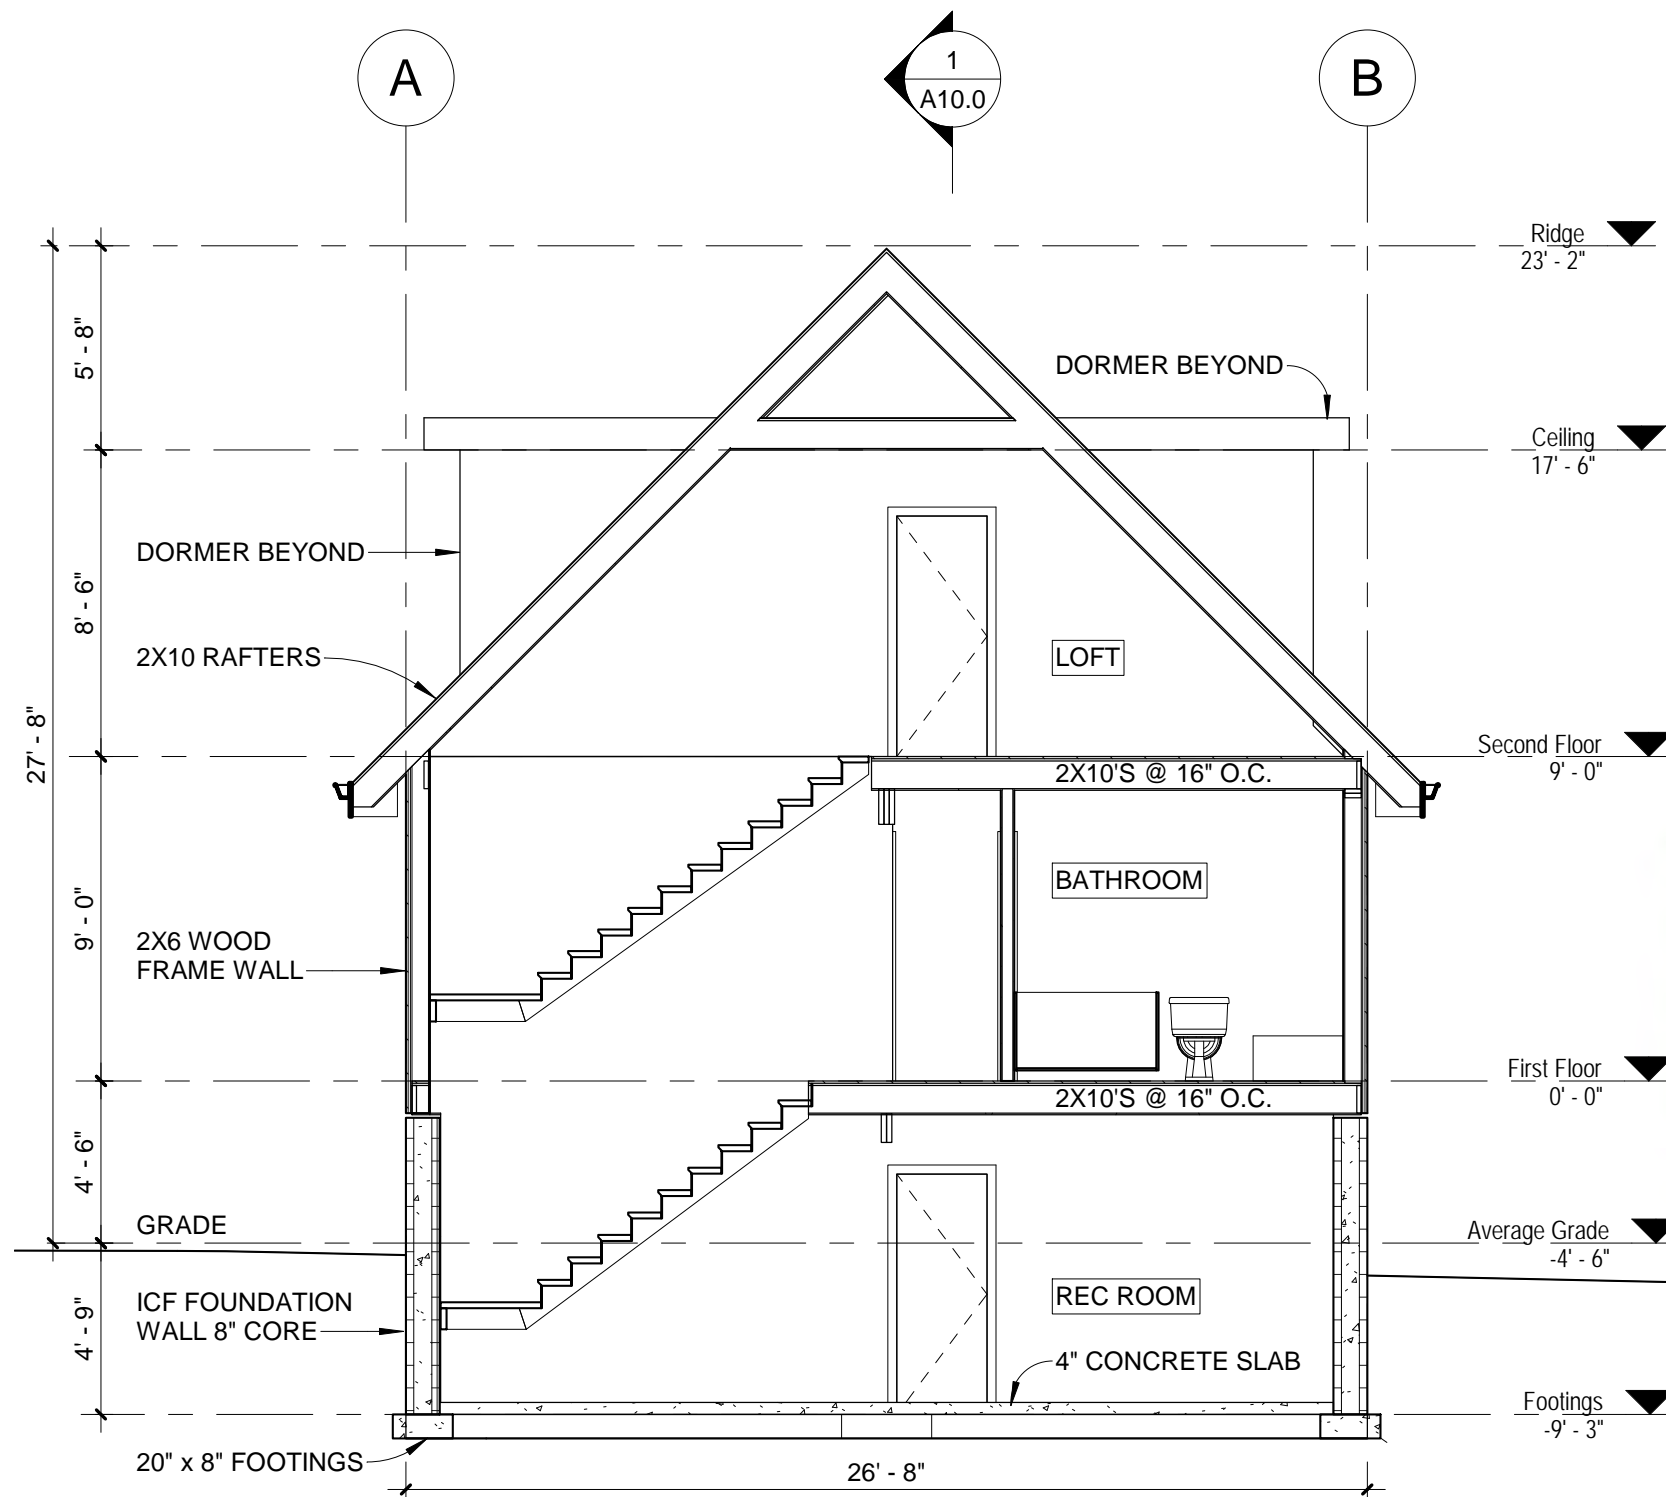 A
1
A10.0
B
Ridge
23' - 2"
5' - 8"
DORMER BEYOND
Ceiling
17' - 6"
DORMER BEYOND
8' - 6"
2X10 RAFTERS
LOFT
27' - 8"
Second Floor
9' - 0"
2X10'S @ 16" O.C.
BATHROOM
9' - 0"
2X6 WOOD
FRAME WALL
First Floor
0' - 0"
2X10'S @ 16" O.C.
4' - 6"
GRADE
Average Grade
-4' - 6"
ICF FOUNDATION
WALL 8" CORE
REC ROOM
4' - 9"
4" CONCRETE SLAB
Footings
-9' - 3"
20" x 8" FOOTINGS
26' - 8"